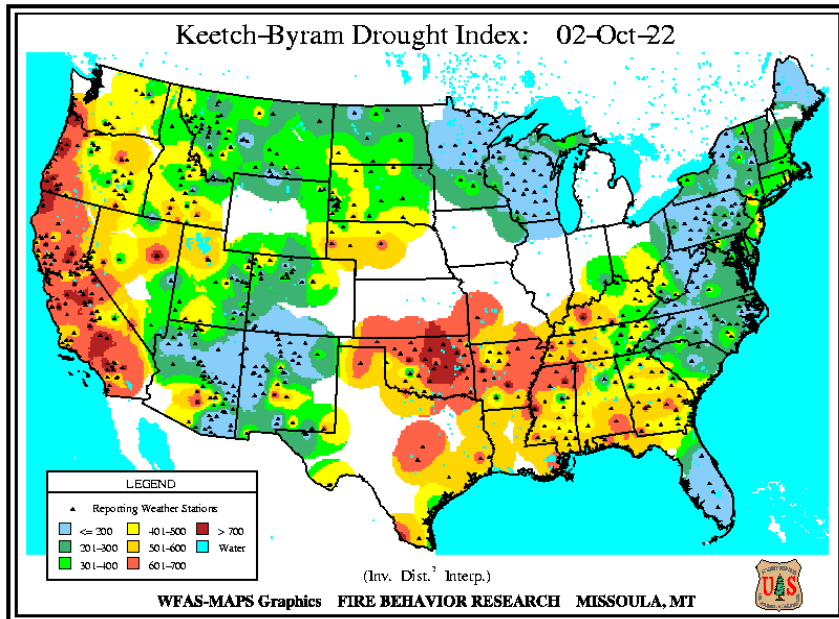 Keetch-Byram Drought Index: 02-Oct-22
LEGEND
Reporting Weather Stations
<= 200 401-500 > 700
201-300 501-600 Water
301-400 601-700
(Inv. Dist.² Interp.)
WFAS-MAPS Graphics FIRE BEHAVIOR RESEARCH MISSOULA, MT
U S